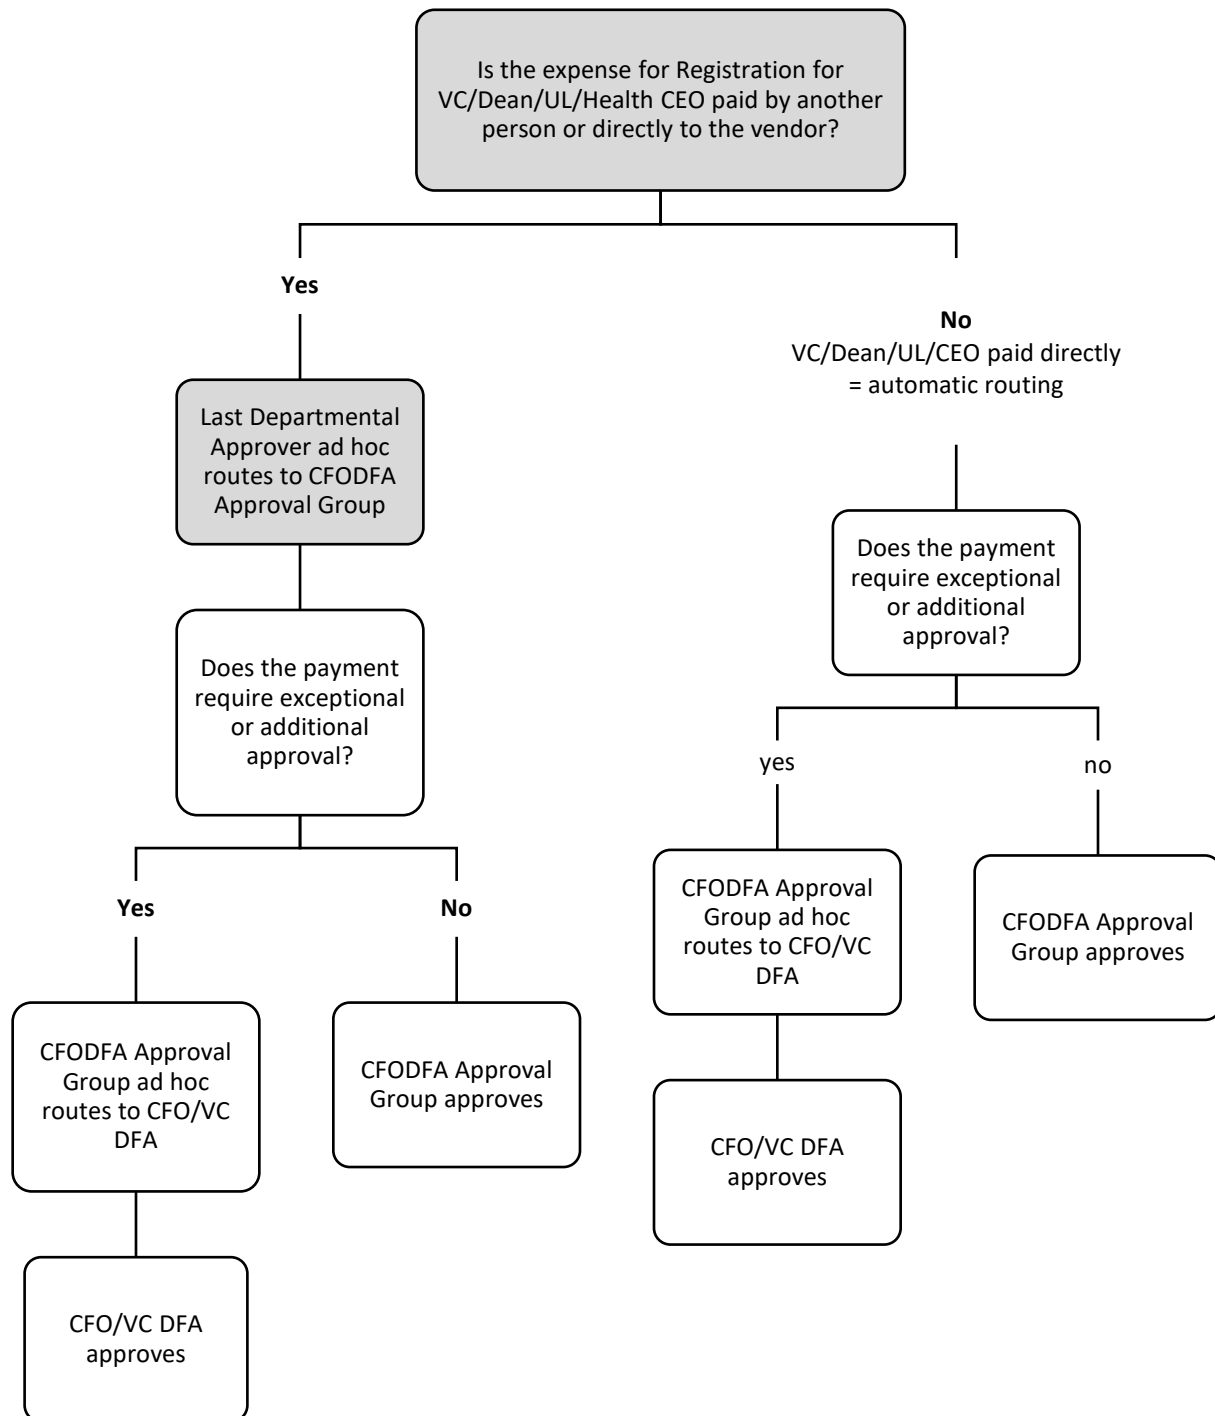 Is the expense for Registration for
VC/Dean/UL/Health CEO paid by another
person or directly to the vendor?
Yes
No
VC/Dean/UL/CEO paid directly
= automatic routing
Last Departmental
Approver ad hoc
routes to CFODFA
Approval Group
Does the payment
require exceptional
or additional
approval?
Does the payment
require exceptional
or additional
approval?
yes
no
Yes
No
CFODFA Approval
Group ad hoc
routes to CFO/VC
DFA
CFODFA Approval
Group approves
CFODFA Approval
Group ad hoc
routes to CFO/VC
DFA
CFODFA Approval
Group approves
CFO/VC DFA
approves
CFO/VC DFA
approves